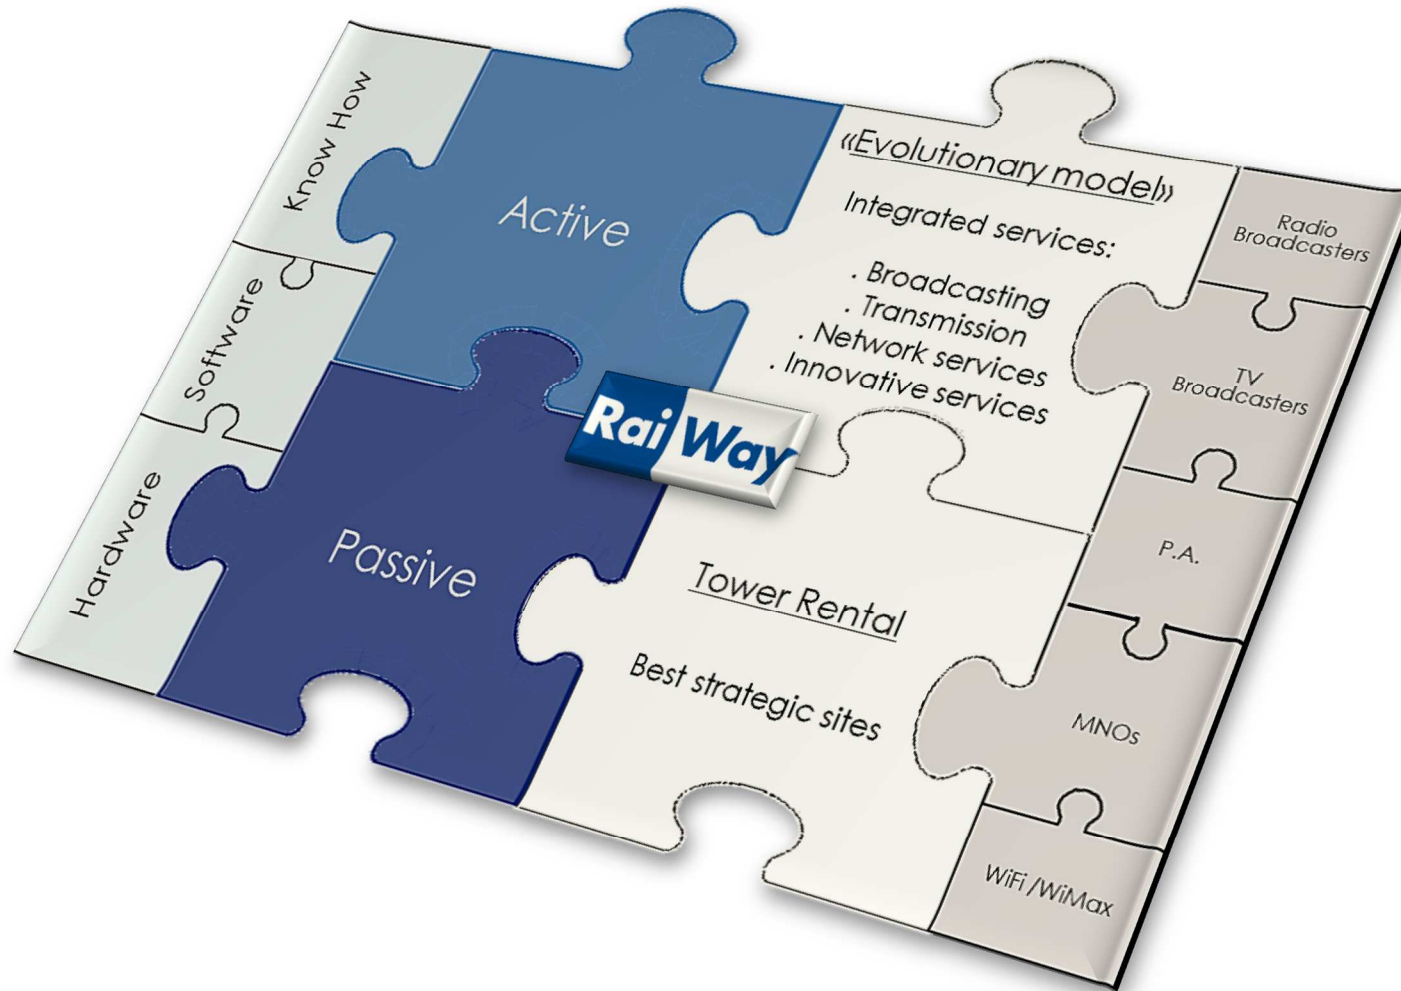 Know How
Software
Hardware
Active
Passive
Rai Way
«Evolutionary model»
Integrated services:
. Broadcasting
. Transmission
. Network services
. Innovative services
Tower Rental
Best strategic sites
Radio
Broadcasters
TV
Broadcasters
P.A.
MNOs
WiFi /WiMax